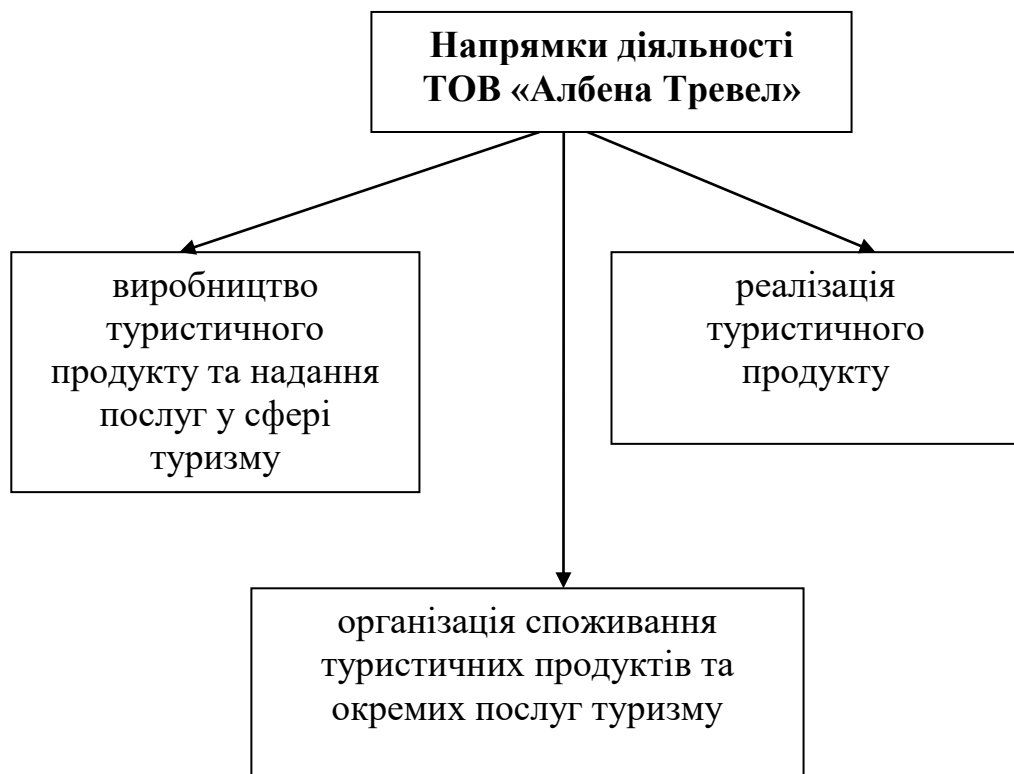 Напрямки діяльності
ТОВ «Албена Тревел»
виробництво
туристичного
продукту та надання
послуг у сфері
туризму
реалізація
туристичного
продукту
організація споживання
туристичних продуктів та
окремих послуг туризму